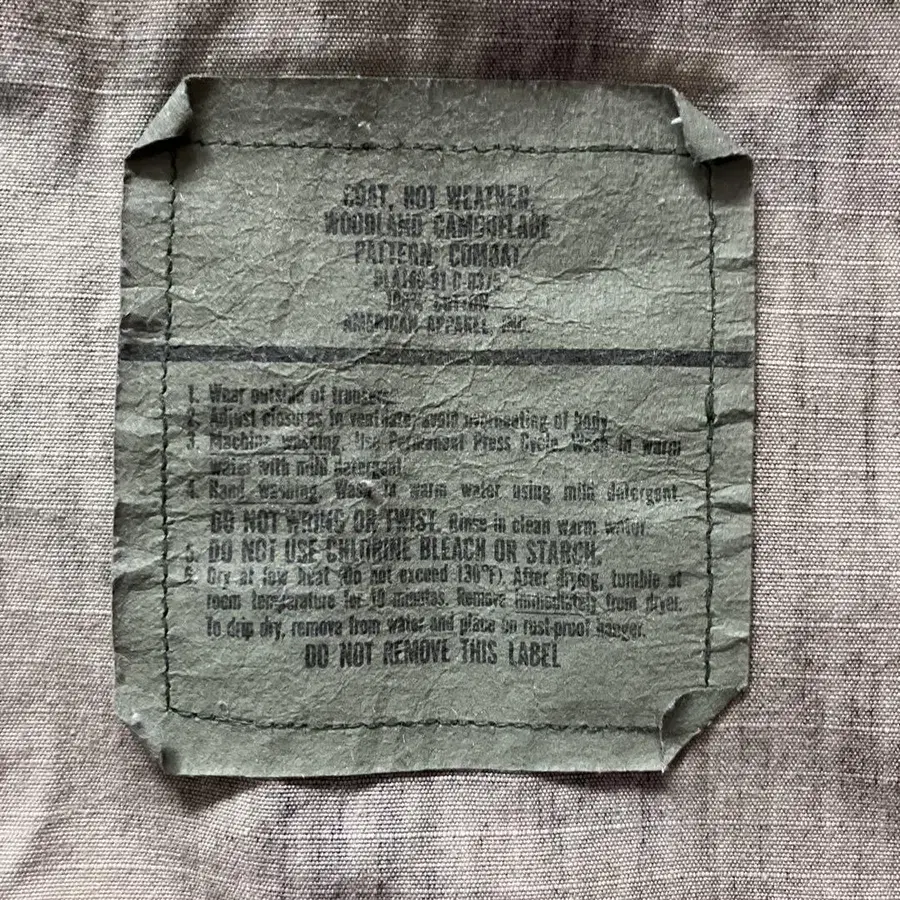 COAT, HOT WEATHER,
WOODLAND CAMOUFLAGE
PATTERN, COMBAT
100% COTTON
AMERICAN APPAREL, INC.
1. Wear outside of trousers.
2. Adjust closures to ventilate, avoid overheating of body.
3. Machine washing. Use Permanent Press Cycle. Wash in warm
water with mild detergent.
4. Hand washing. Wash in warm water using mild detergent.
DO NOT WRING OR TWIST. Rinse in clean warm water.
5. DO NOT USE CHLORINE BLEACH OR STARCH.
6. Dry at low heat (Do not exceed 130°F). After drying, tumble at
room temperature for 10 minutes. Remove immediately from dryer.
To drip dry, remove from water and place on rust-proof hanger.
DO NOT REMOVE THIS LABEL